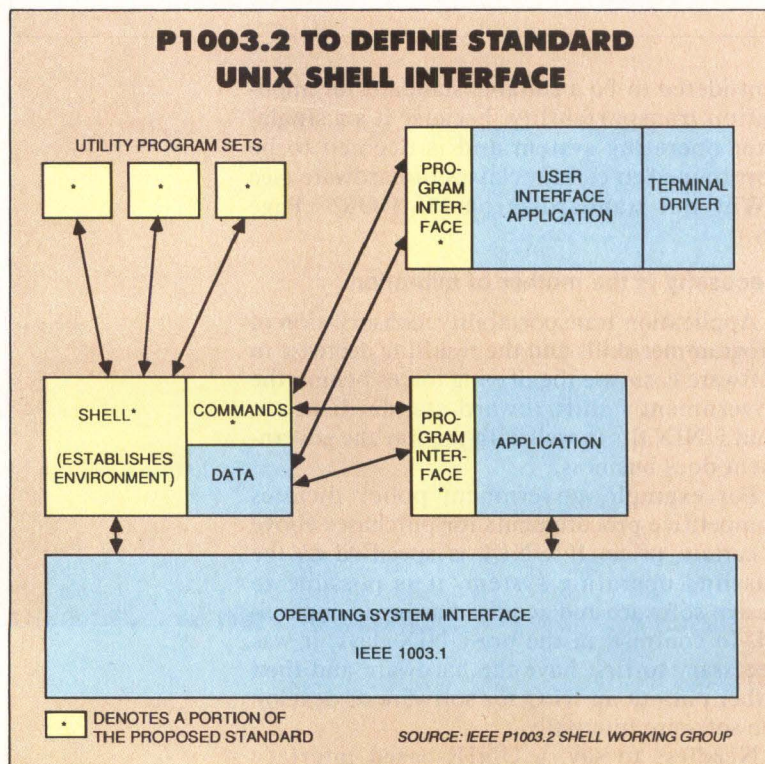 P1003.2 TO DEFINE STANDARD
UNIX SHELL INTERFACE
UTILITY PROGRAM SETS
* * *
PRO-
GRAM
INTER-
FACE
*
USER
INTERFACE
APPLICATION
TERMINAL
DRIVER
SHELL*
(ESTABLISHES
ENVIRONMENT)
COMMANDS
*
DATA
PRO-
GRAM
INTER-
FACE
*
APPLICATION
OPERATING SYSTEM INTERFACE
IEEE 1003.1
* DENOTES A PORTION OF
THE PROPOSED STANDARD
SOURCE: IEEE P1003.2 SHELL WORKING GROUP